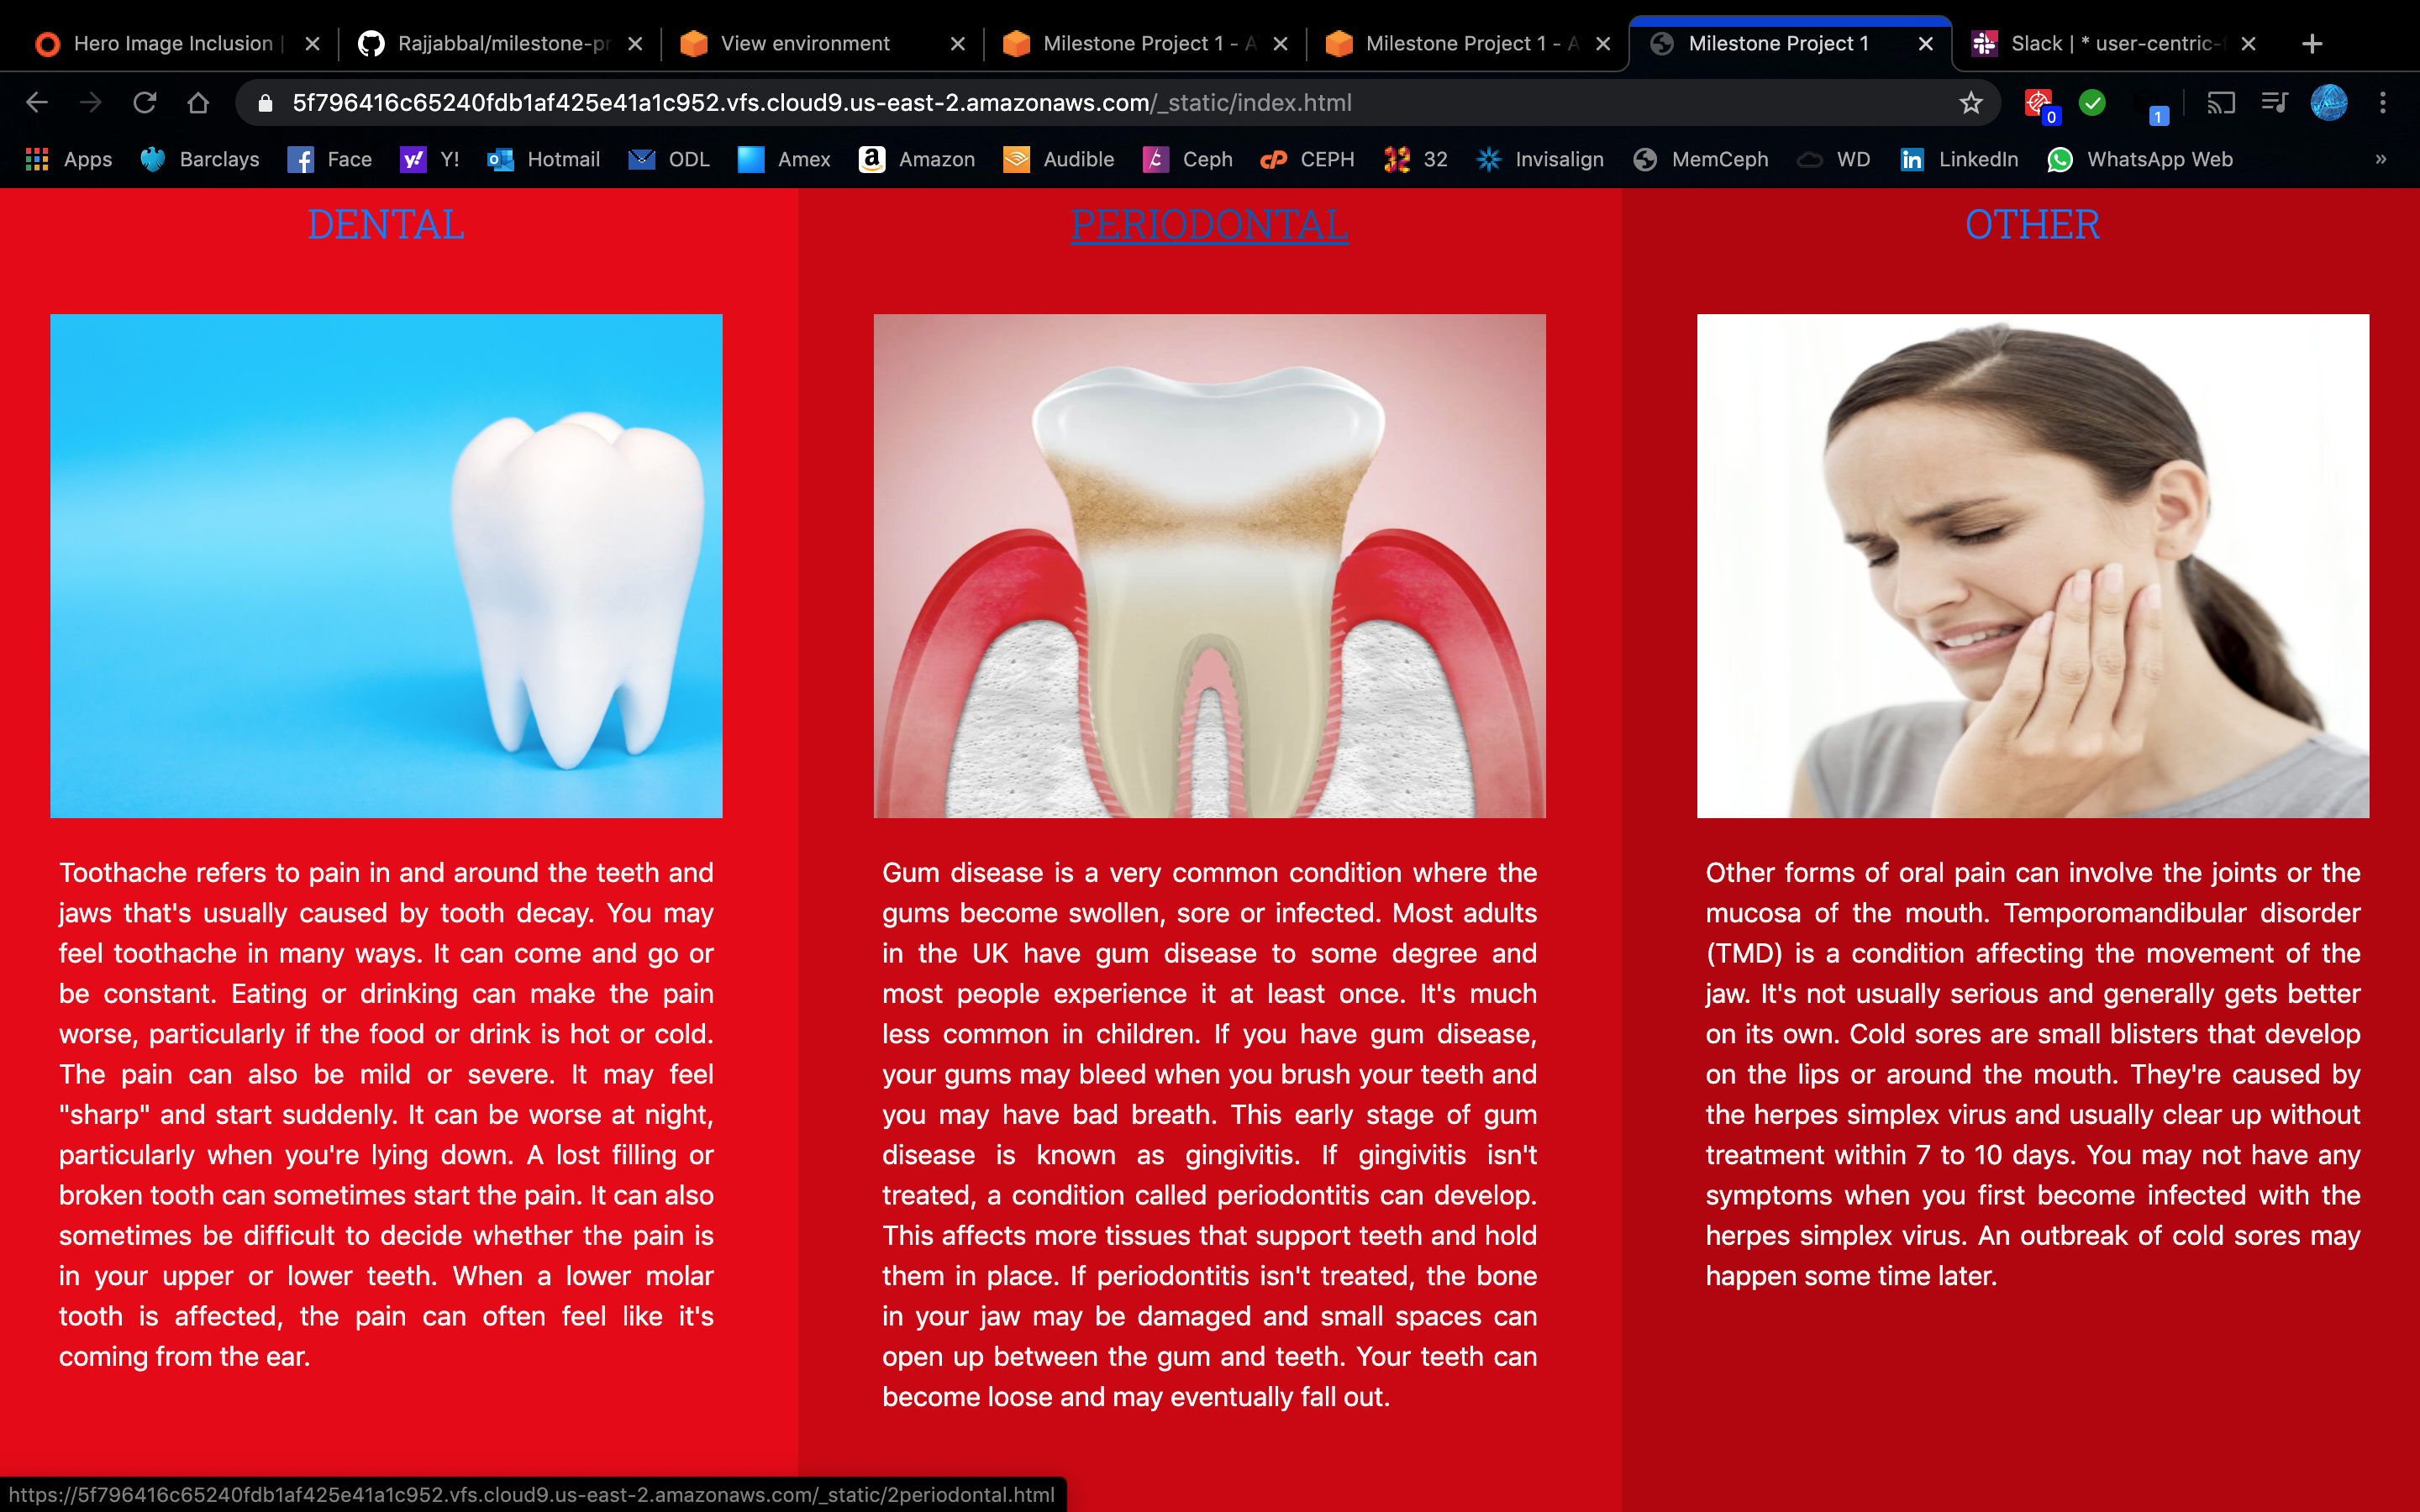 Hero Image Inclusion |
Rajjabbal/milestone-pr
View environment
Milestone Project 1 - A
Milestone Project 1 - A
Milestone Project 1
Slack | * user-centric-f
5f796416c65240fdb1af425e41a1c952.vfs.cloud9.us-east-2.amazonaws.com/_static/index.html
0
1
Apps
Barclays
Face
Y!
Hotmail
ODL
Amex
Amazon
Audible
Ceph
CEPH
32
Invisalign
MemCeph
WD
LinkedIn
WhatsApp Web
»
DENTAL
Toothache refers to pain in and around the teeth and
jaws that's usually caused by tooth decay. You may
feel toothache in many ways. It can come and go or
be constant. Eating or drinking can make the pain
worse, particularly if the food or drink is hot or cold.
The pain can also be mild or severe. It may feel
"sharp" and start suddenly. It can be worse at night,
particularly when you're lying down. A lost filling or
broken tooth can sometimes start the pain. It can also
sometimes be difficult to decide whether the pain is
in your upper or lower teeth. When a lower molar
tooth is affected, the pain can often feel like it's
coming from the ear.
PERIODONTAL
Gum disease is a very common condition where the
gums become swollen, sore or infected. Most adults
in the UK have gum disease to some degree and
most people experience it at least once. It's much
less common in children. If you have gum disease,
your gums may bleed when you brush your teeth and
you may have bad breath. This early stage of gum
disease is known as gingivitis. If gingivitis isn't
treated, a condition called periodontitis can develop.
This affects more tissues that support teeth and hold
them in place. If periodontitis isn't treated, the bone
in your jaw may be damaged and small spaces can
open up between the gum and teeth. Your teeth can
become loose and may eventually fall out.
OTHER
Other forms of oral pain can involve the joints or the
mucosa of the mouth. Temporomandibular disorder
(TMD) is a condition affecting the movement of the
jaw. It's not usually serious and generally gets better
on its own. Cold sores are small blisters that develop
on the lips or around the mouth. They're caused by
the herpes simplex virus and usually clear up without
treatment within 7 to 10 days. You may not have any
symptoms when you first become infected with the
herpes simplex virus. An outbreak of cold sores may
happen some time later.
https://5f796416c65240fdb1af425e41a1c952.vfs.cloud9.us-east-2.amazonaws.com/_static/2periodontal.html